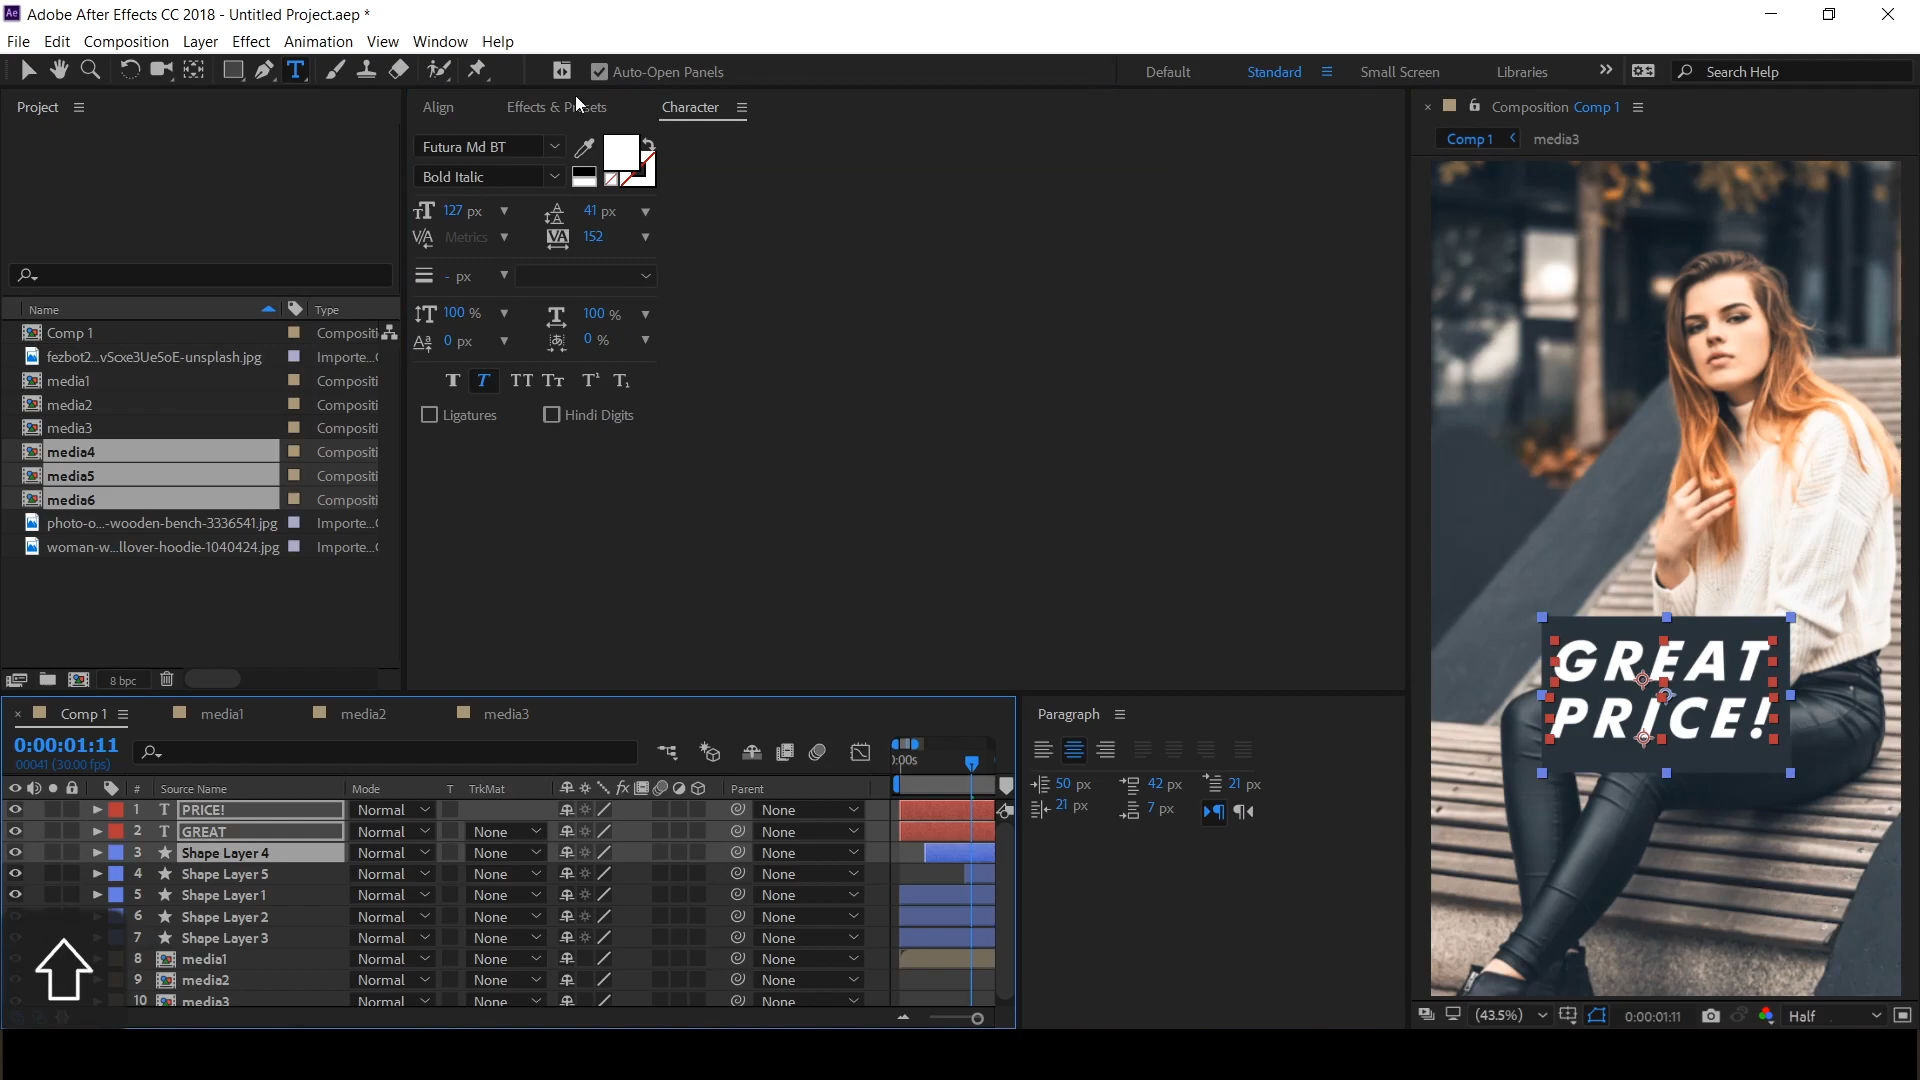 Ae Adobe After Effects CC 2018 - Untitled Project.aep *
File Edit Composition Layer Effect Animation View Window Help
Auto-Open Panels Default Standard Small Screen Libraries Search Help
Project
Name Type
Comp 1 Compositi
fezbot2...vScxe3Ue5oE-unsplash.jpg Importe...
media1 Compositi
media2 Compositi
media3 Compositi
media4 Compositi
media5 Compositi
media6 Compositi
photo-o...-wooden-bench-3336541.jpg Importe...
woman-w...llover-hoodie-1040424.jpg Importe...
8 bpc
Align Effects & Presets Character
Futura Md BT
Bold Italic
127 px 41 px
Metrics 152
- px
100 % 100 %
0 px 0 %
T T TT Tt T¹ T₁
Ligatures Hindi Digits
Composition Comp 1
Comp 1 media3
GREAT
PRICE!
(43.5%) 0:00:01:11 Half
Comp 1 media1 media2 media3
0:00:01:11
00041 (30.00 fps)
):00s
# Source Name Mode T TrkMat Parent
1 T PRICE! Normal None
2 T GREAT Normal None None
3 Shape Layer 4 Normal None None
4 Shape Layer 5 Normal None None
5 Shape Layer 1 Normal None None
6 Shape Layer 2 Normal None None
7 Shape Layer 3 Normal None None
8 media1 Normal None None
9 media2 Normal None None
10 media3 Normal None None
Paragraph
50 px 42 px 21 px
21 px 7 px